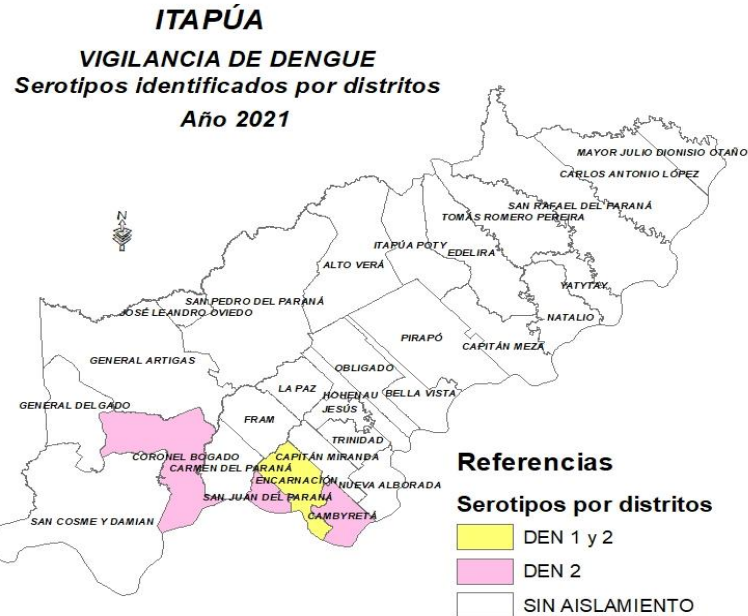 ITAPÚA
VIGILANCIA DE DENGUE
Serotipos identificados por distritos
Año 2021
N
MAYOR JULIO DIONISIO OTAÑO
CARLOS ANTONIO LÓPEZ
SAN RAFAEL DEL PARANÁ
TOMÁS ROMERO PEREIRA
ITAPÚA POTY
EDELIRA
ALTO VERÁ
YATYTAY
SAN PEDRO DEL PARANÁ
JOSÉ LEANDRO OVIEDO
NATALIO
PIRAPÓ
CAPITÁN MEZA
GENERAL ARTIGAS
OBLIGADO
LA PAZ
HOHENAU
BELLA VISTA
JESÚS
GENERAL DELGADO
FRAM
TRINIDAD
CORONEL BOGADO
CAPITÁN MIRANDA
CARMEN DEL PARANÁ
ENCARNACIÓN
NUEVA ALBORADA
SAN JUAN DEL PARANÁ
CAMBYRETÁ
SAN COSME Y DAMIAN
Referencias
Serotipos por distritos
DEN 1 y 2
DEN 2
SIN AISLAMIENTO